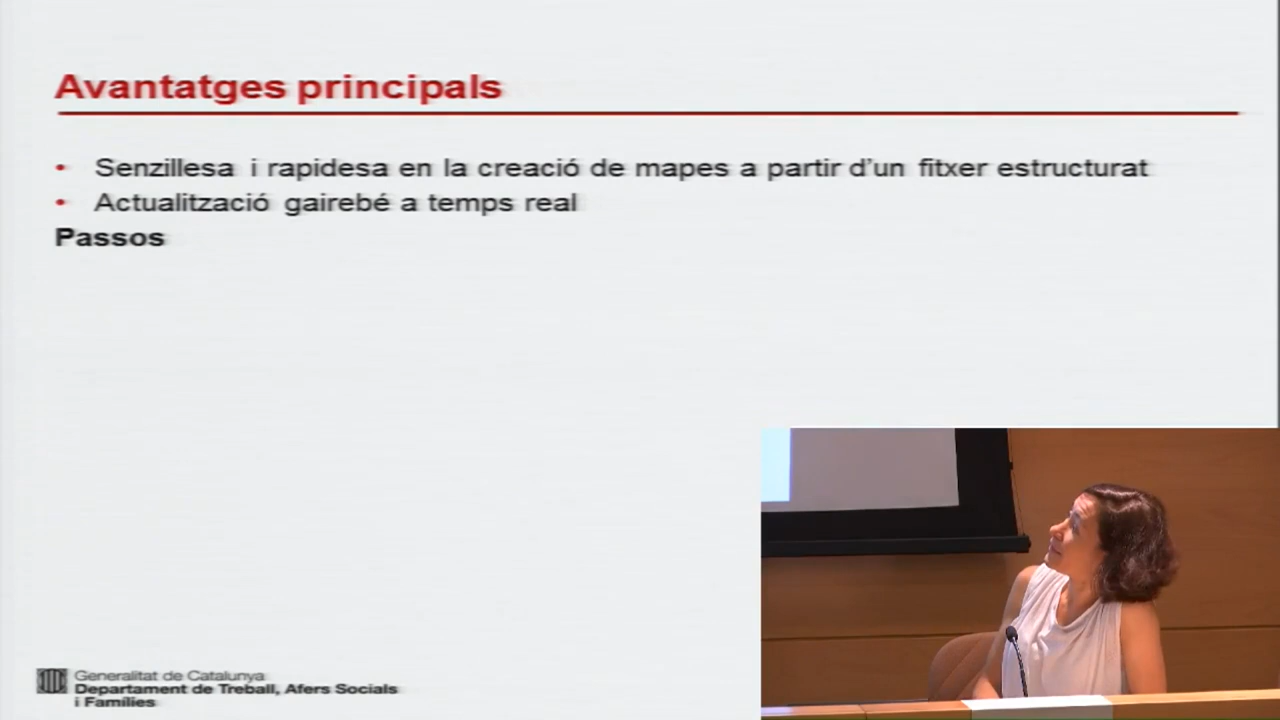 Avantatges principals
• Senzillesa i rapidesa en la creació de mapes a partir d'un fitxer estructurat
• Actualització gairebé a temps real
Passos
Generalitat de Catalunya
Departament de Treball, Afers Socials
i Famílies